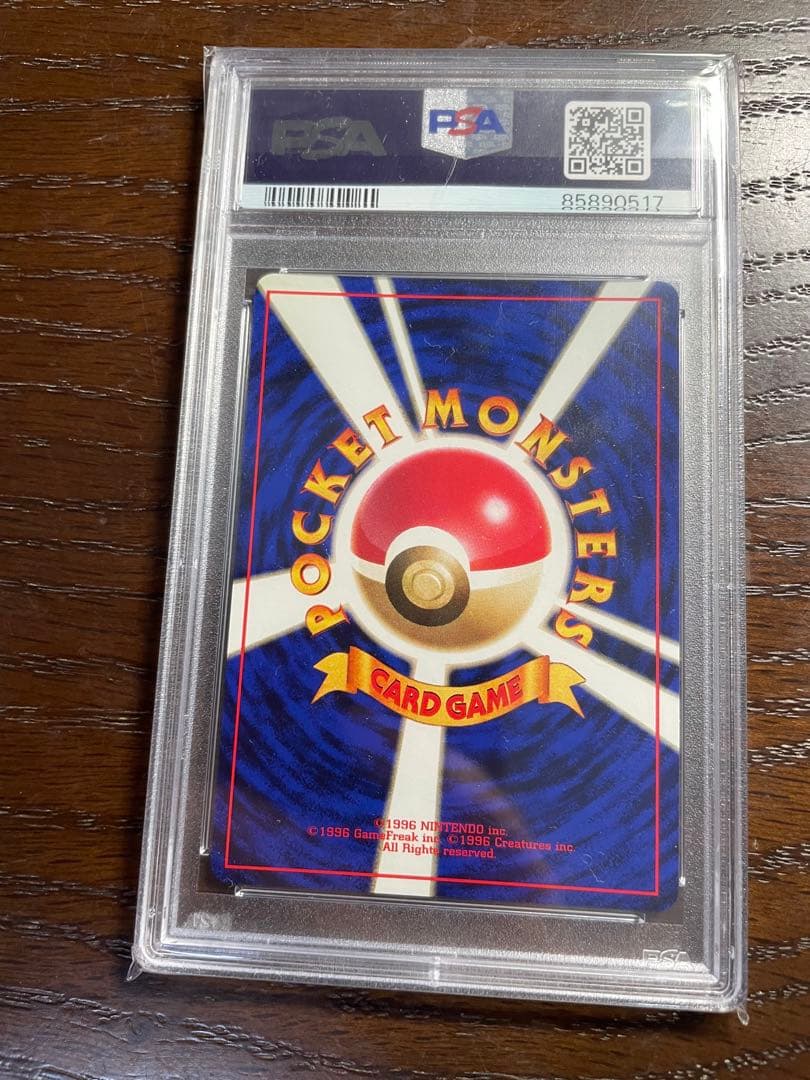 PSA
PSA
85890517
POCKET MONSTERS
CARD GAME
©1996 NINTENDO inc.
©1996 GameFreak inc. ©1996 Creatures inc.
All Rights reserved.
PSA